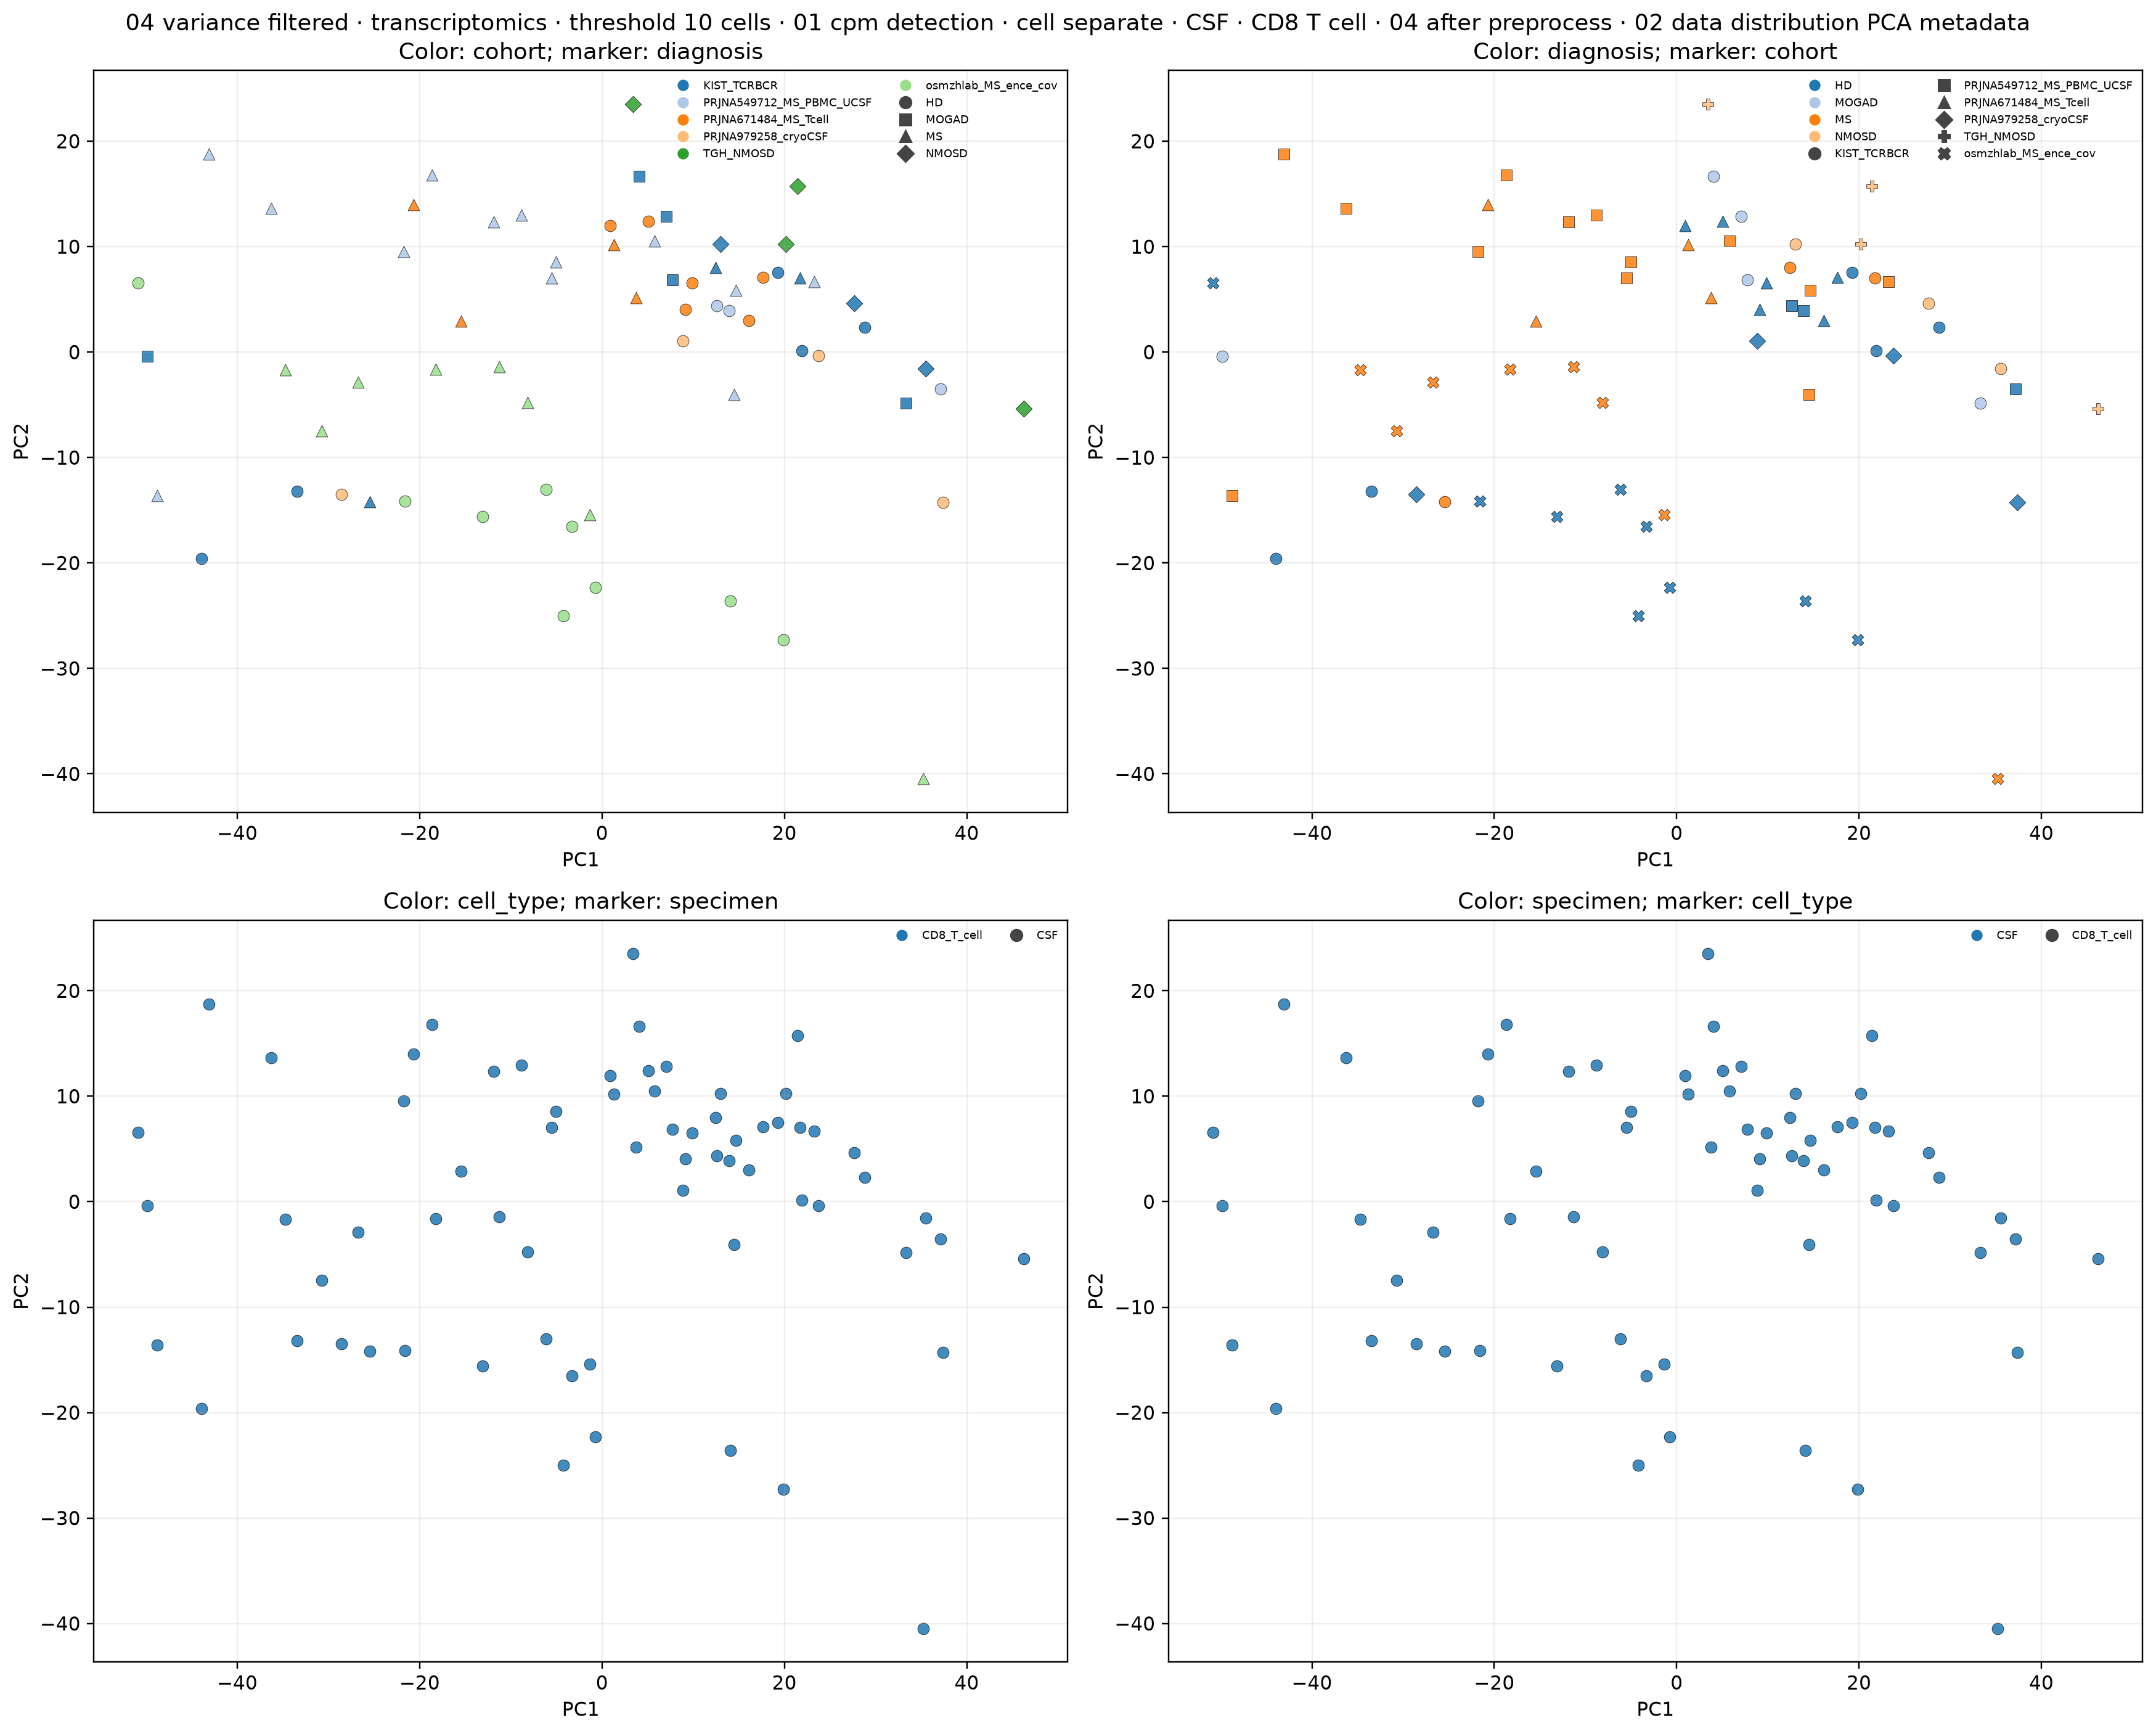 04 variance filtered · transcriptomics · threshold 10 cells · 01 cpm detection · cell separate · CSF · CD8 T cell · 04 after preprocess · 02 data distribution PCA metadata
Color: cohort; marker: diagnosis
KIST_TCRBCR
PRJNA549712_MS_PBMC_UCSF
PRJNA671484_MS_Tcell
PRJNA979258_cryoCSF
TGH_NMOSD
osmzhlab_MS_ence_cov
HD
MOGAD
MS
NMOSD
20
10
0
−10
−20
−30
−40
PC2
−40
−20
0
20
40
PC1
Color: diagnosis; marker: cohort
HD
MOGAD
MS
NMOSD
KIST_TCRBCR
PRJNA549712_MS_PBMC_UCSF
PRJNA671484_MS_Tcell
PRJNA979258_cryoCSF
TGH_NMOSD
osmzhlab_MS_ence_cov
20
10
0
−10
−20
−30
−40
PC2
−40
−20
0
20
40
PC1
Color: cell_type; marker: specimen
CD8_T_cell
CSF
20
10
0
−10
−20
−30
−40
PC2
−40
−20
0
20
40
PC1
Color: specimen; marker: cell_type
CSF
CD8_T_cell
20
10
0
−10
−20
−30
−40
PC2
−40
−20
0
20
40
PC1